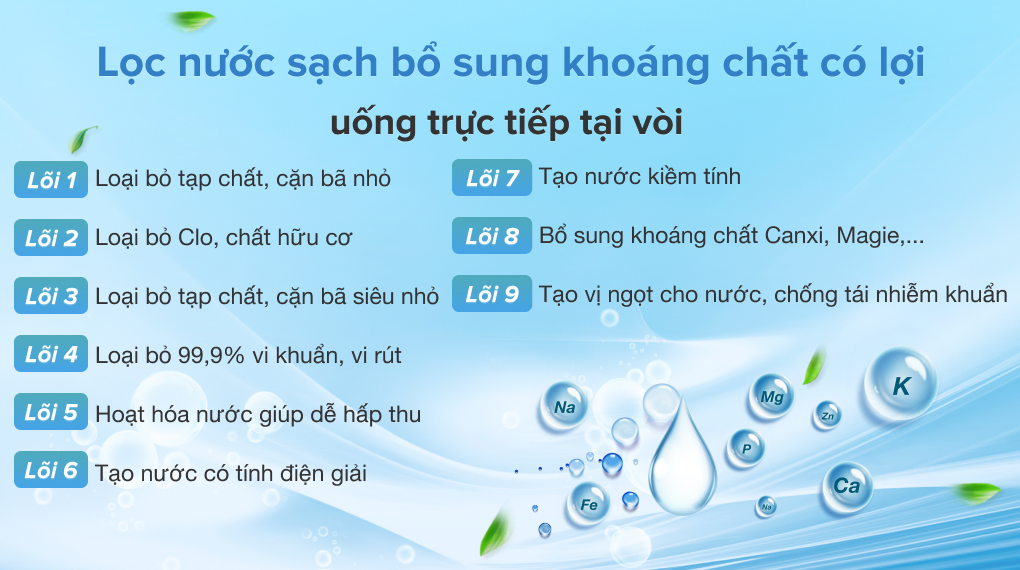 Lọc nước sạch bổ sung khoáng chất có lợi
uống trực tiếp tại vòi
Lõi 1 Loại bỏ tạp chất, cặn bã nhỏ
Lõi 2 Loại bỏ Clo, chất hữu cơ
Lõi 3 Loại bỏ tạp chất, cặn bã siêu nhỏ
Lõi 4 Loại bỏ 99,9% vi khuẩn, vi rút
Lõi 5 Hoạt hóa nước giúp dễ hấp thu
Lõi 6 Tạo nước có tính điện giải
Lõi 7 Tạo nước kiềm tính
Lõi 8 Bổ sung khoáng chất Canxi, Magie,...
Lõi 9 Tạo vị ngọt cho nước, chống tái nhiễm khuẩn
Na
Mg
K
Zn
P
Fe
Ca
Na